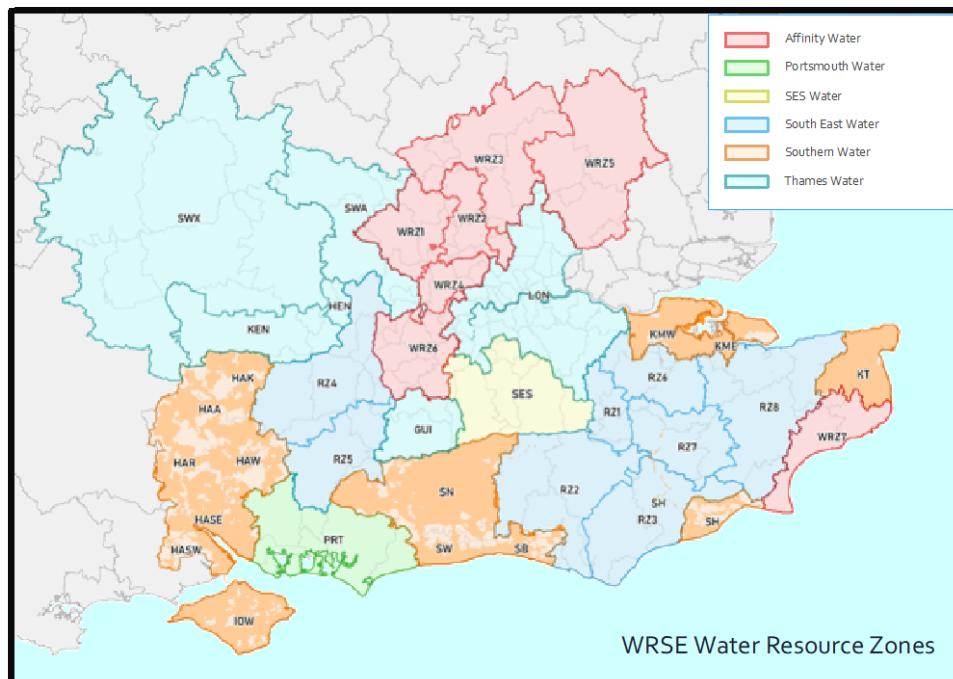 Affinity Water
Portsmouth Water
SES Water
South East Water
Southern Water
Thames Water
WRZ3
WRZ5
SWX
SWA
WRZ1
WRZ2
WRZ4
HEN
LON
KEN
WRZ6
KMW
KME
HAK
RZ4
RZ6
KT
HAA
SES
RZ1
RZ8
GUI
WRZ7
HAR
HAW
RZ5
RZ7
SN
RZ2
SH
HASE
RZ3
SH
HASW
PRT
SW
SB
IOW
WRSE Water Resource Zones